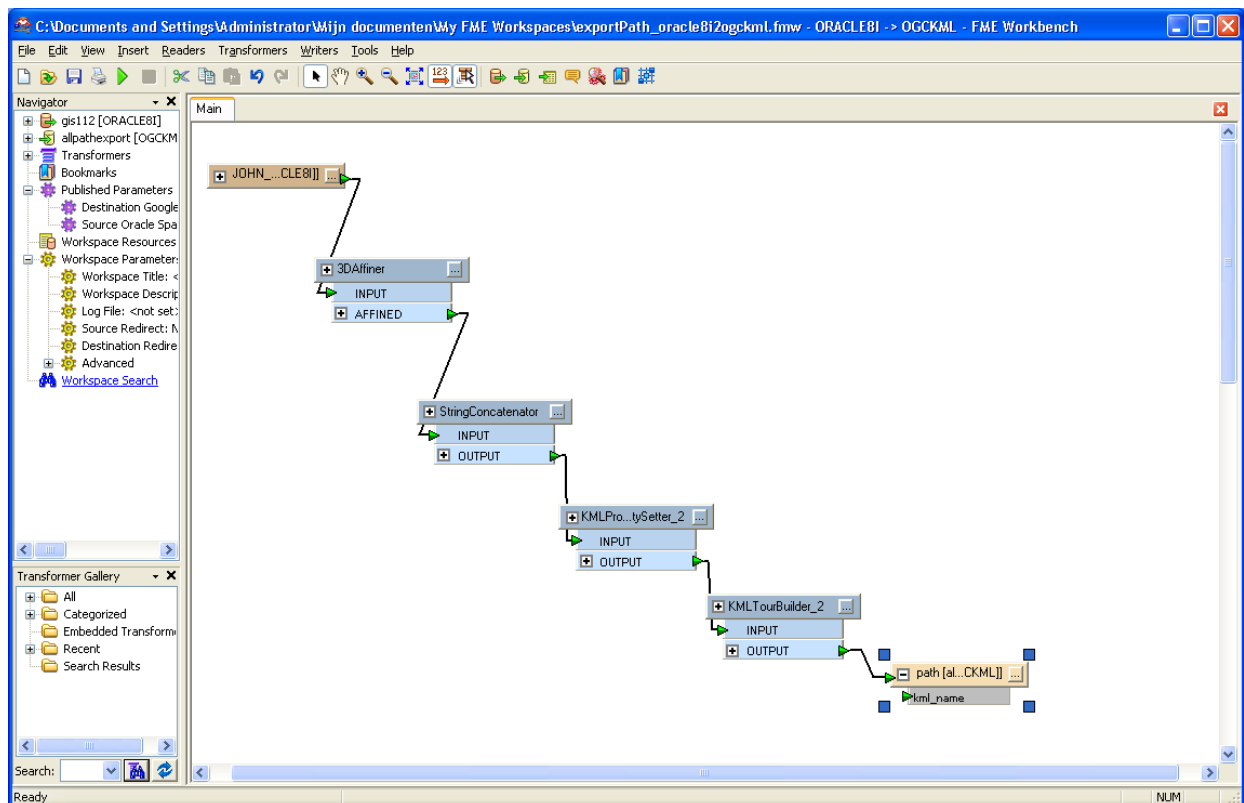 C:\Documents and Settings\Administrator\Mijn documenten\My FME Workspaces\exportPath_oracle8i2ogckml.fmw - ORACLE8I -> OGCKML - FME Workbench
File Edit View Insert Readers Transformers Writers Tools Help
123
Navigator
gis112 [ORACLE8I]
allpathexport [OGCKM
Transformers
Bookmarks
Published Parameters
Destination Google
Source Oracle Spa
Workspace Resources
Workspace Parameter:
Workspace Title: <
Workspace Descrip
Log File: <not set>
Source Redirect: N
Destination Redire
Advanced
Workspace Search
Transformer Gallery
All
Categorized
Embedded Transform
Recent
Search Results
Search:
Ready
Main
JOHN_...CLE8I]] ...
3DAffiner ...
INPUT
AFFINED
StringConcatenator ...
INPUT
OUTPUT
KMLPro...tySetter_2 ...
INPUT
OUTPUT
KMLTourBuilder_2 ...
INPUT
OUTPUT
path [al...CKML]] ...
kml_name
NUM